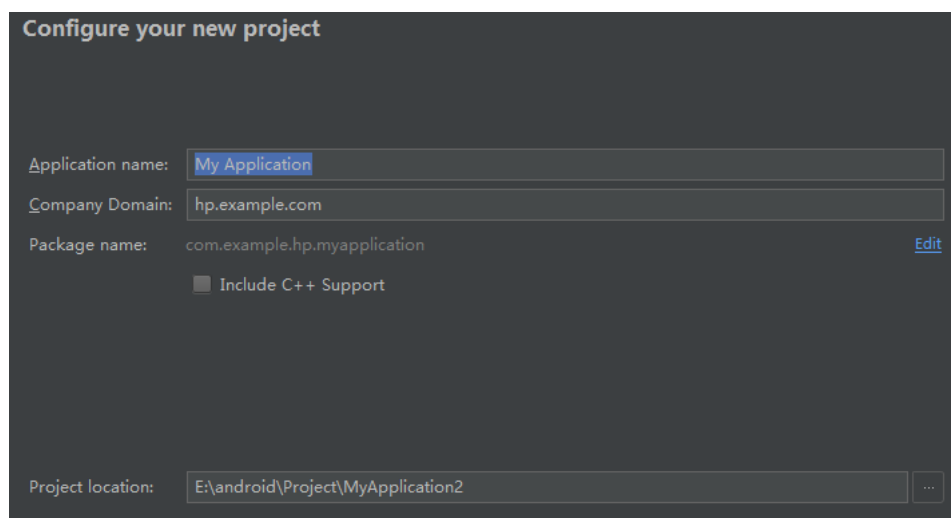 Configure your new project
Application name: My Application
Company Domain: hp.example.com
Package name: com.example.hp.myapplication Edit
Include C++ Support
Project location: E:\android\Project\MyApplication2 ...